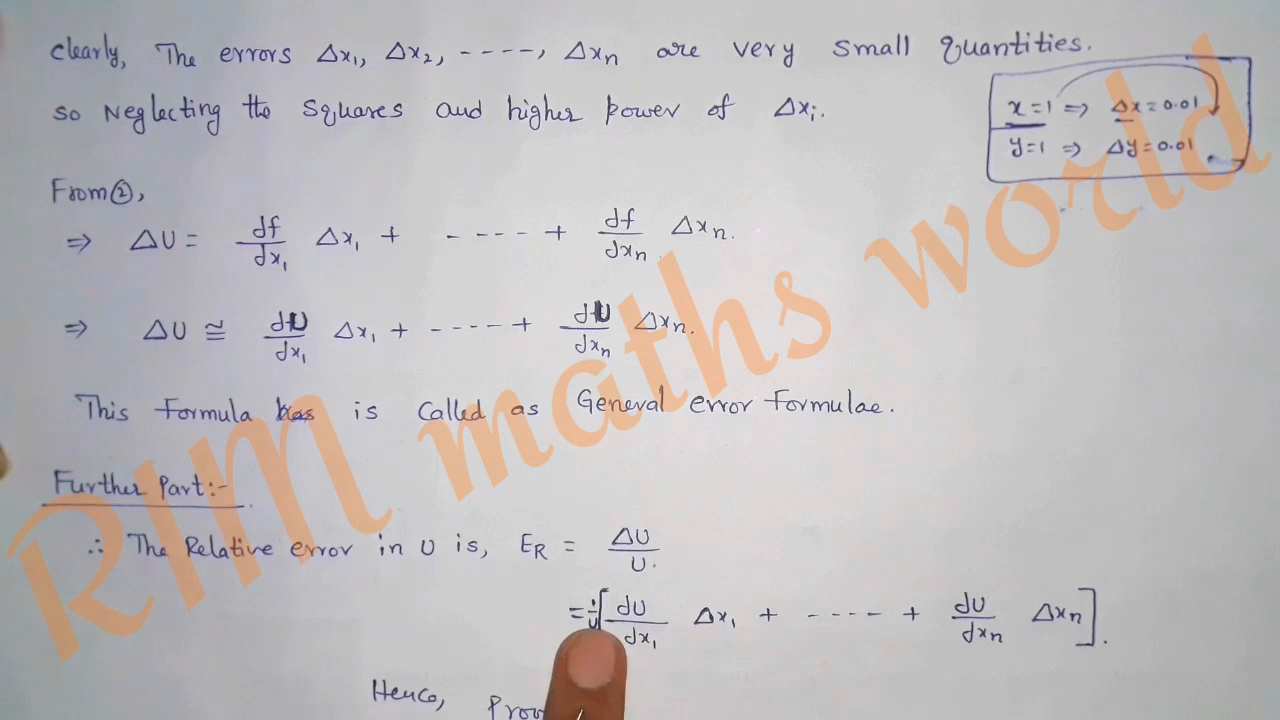 clearly, The errors Δx₁, Δx₂, ----, Δxn are very small quantities.
so Neglecting the squares and higher power of Δxi.
x=1 ⇒ Δx=0.01
y=1 ⇒ Δy=0.01
From②,
⇒ ΔU = df/dx₁ Δx₁ + ---- + df/dxn Δxn.
⇒ ΔU ≅ dU/dx₁ Δx₁ + ---- + dU/dxn Δxn.
This Formula is called as General error Formulae.
Further Part:-
∴ The Relative error in U is, ER = ΔU/U.
= 1/U [dU/dx₁ Δx₁ + ---- + dU/dxn Δxn].
Hence,
RIM maths world